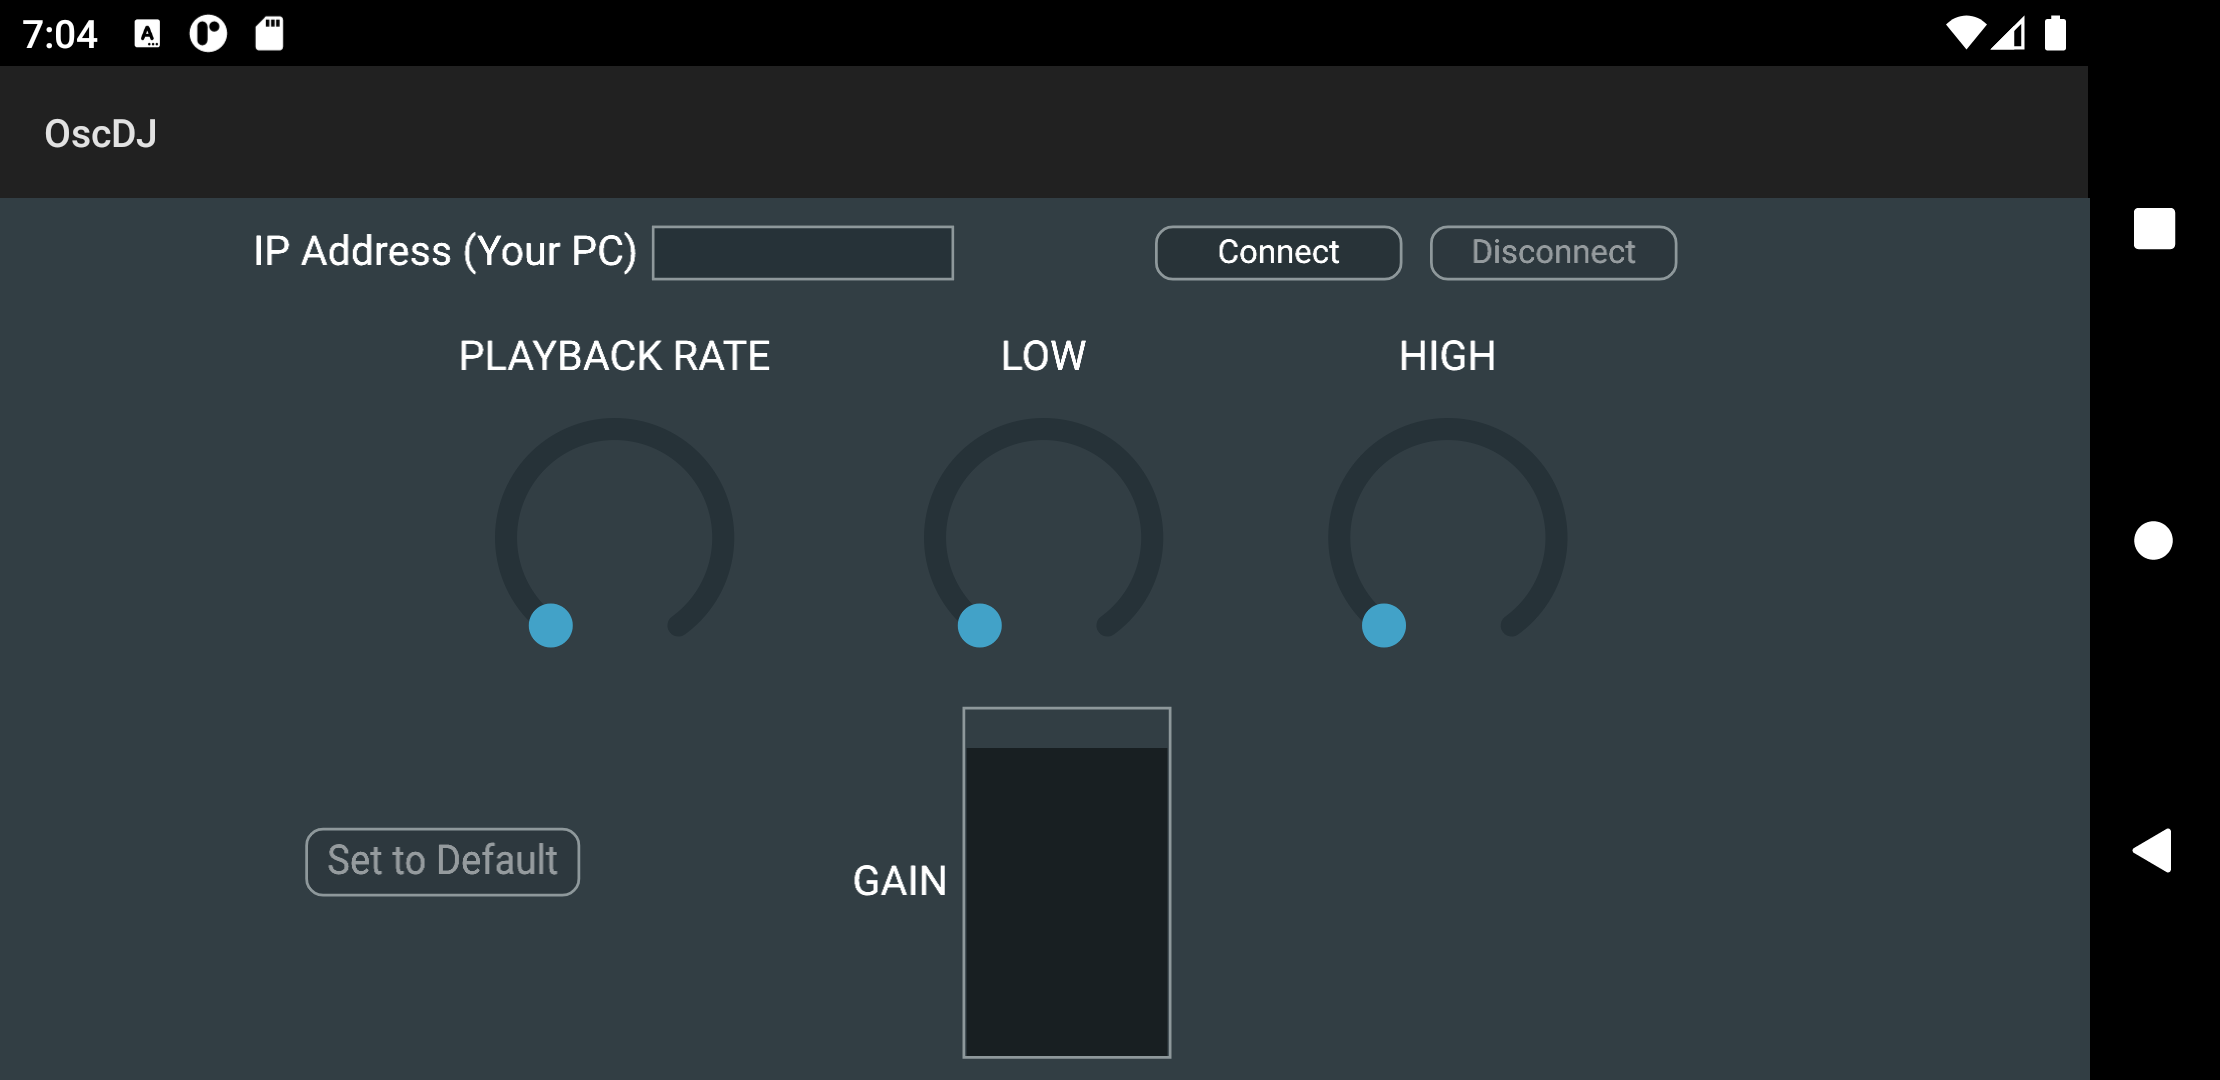 7:04
OscDJ
IP Address (Your PC)
Connect
Disconnect
PLAYBACK RATE
LOW
HIGH
Set to Default
GAIN